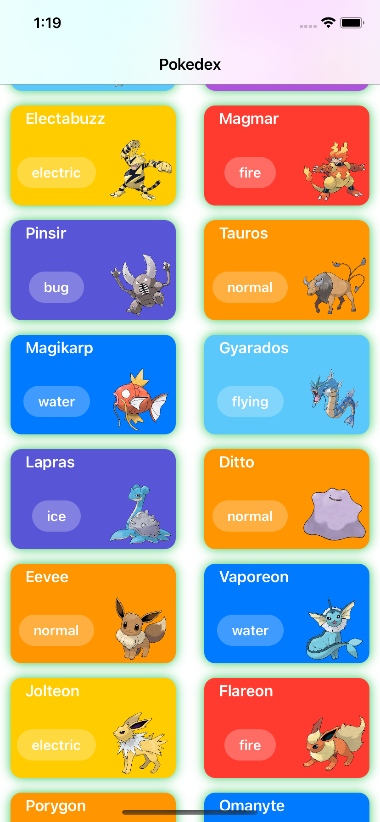 1:19
Pokedex
Electabuzz
electric
Magmar
fire
Pinsir
bug
Tauros
normal
Magikarp
water
Gyarados
flying
Lapras
ice
Ditto
normal
Eevee
normal
Vaporeon
water
Jolteon
electric
Flareon
fire
Porygon
Omanyte